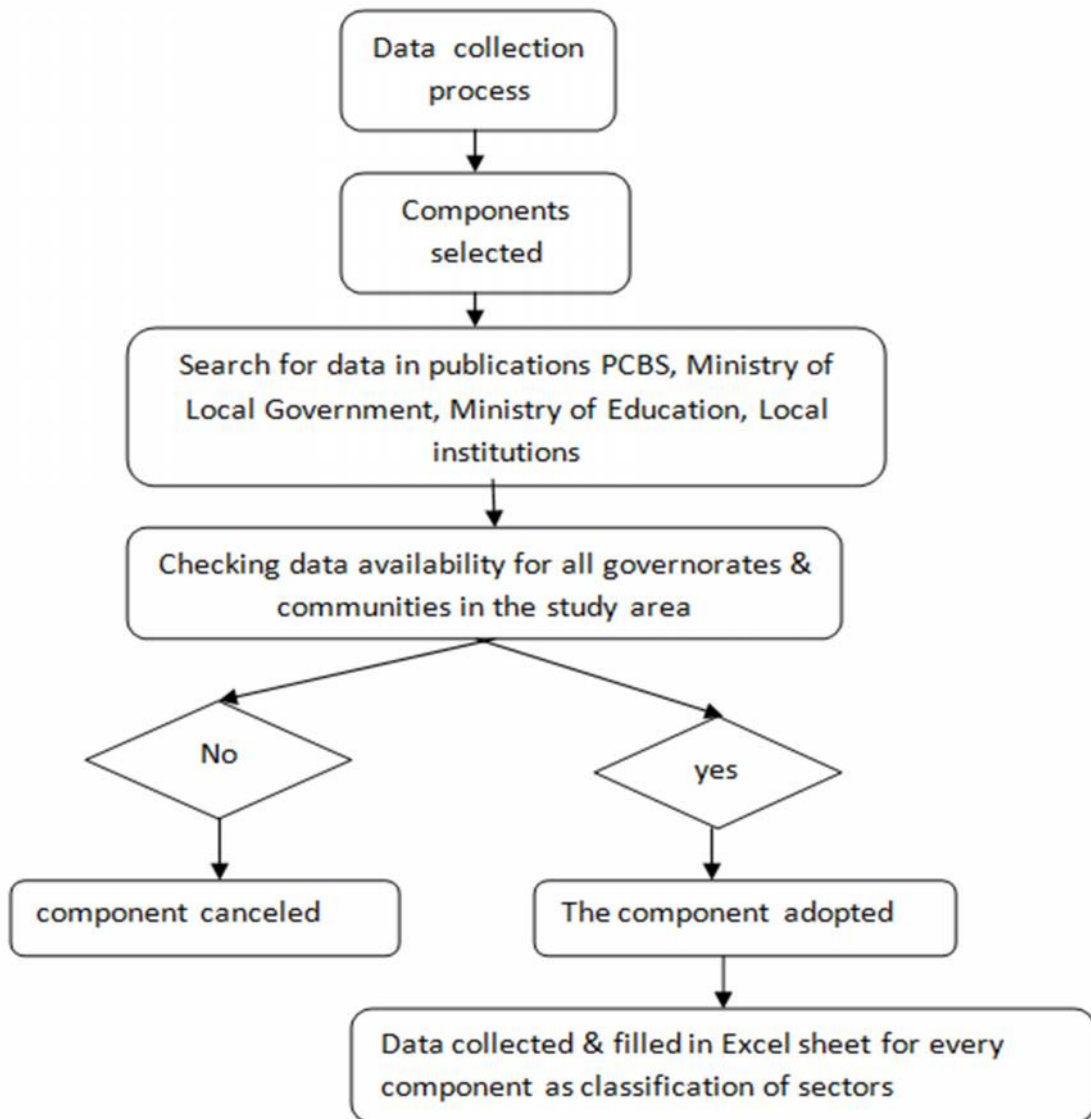 Data collection
process
Components
selected
Search for data in publications PCBS, Ministry of
Local Government, Ministry of Education, Local
institutions
Checking data availability for all governorates &
communities in the study area
No
yes
component canceled
The component adopted
Data collected & filled in Excel sheet for every
component as classification of sectors